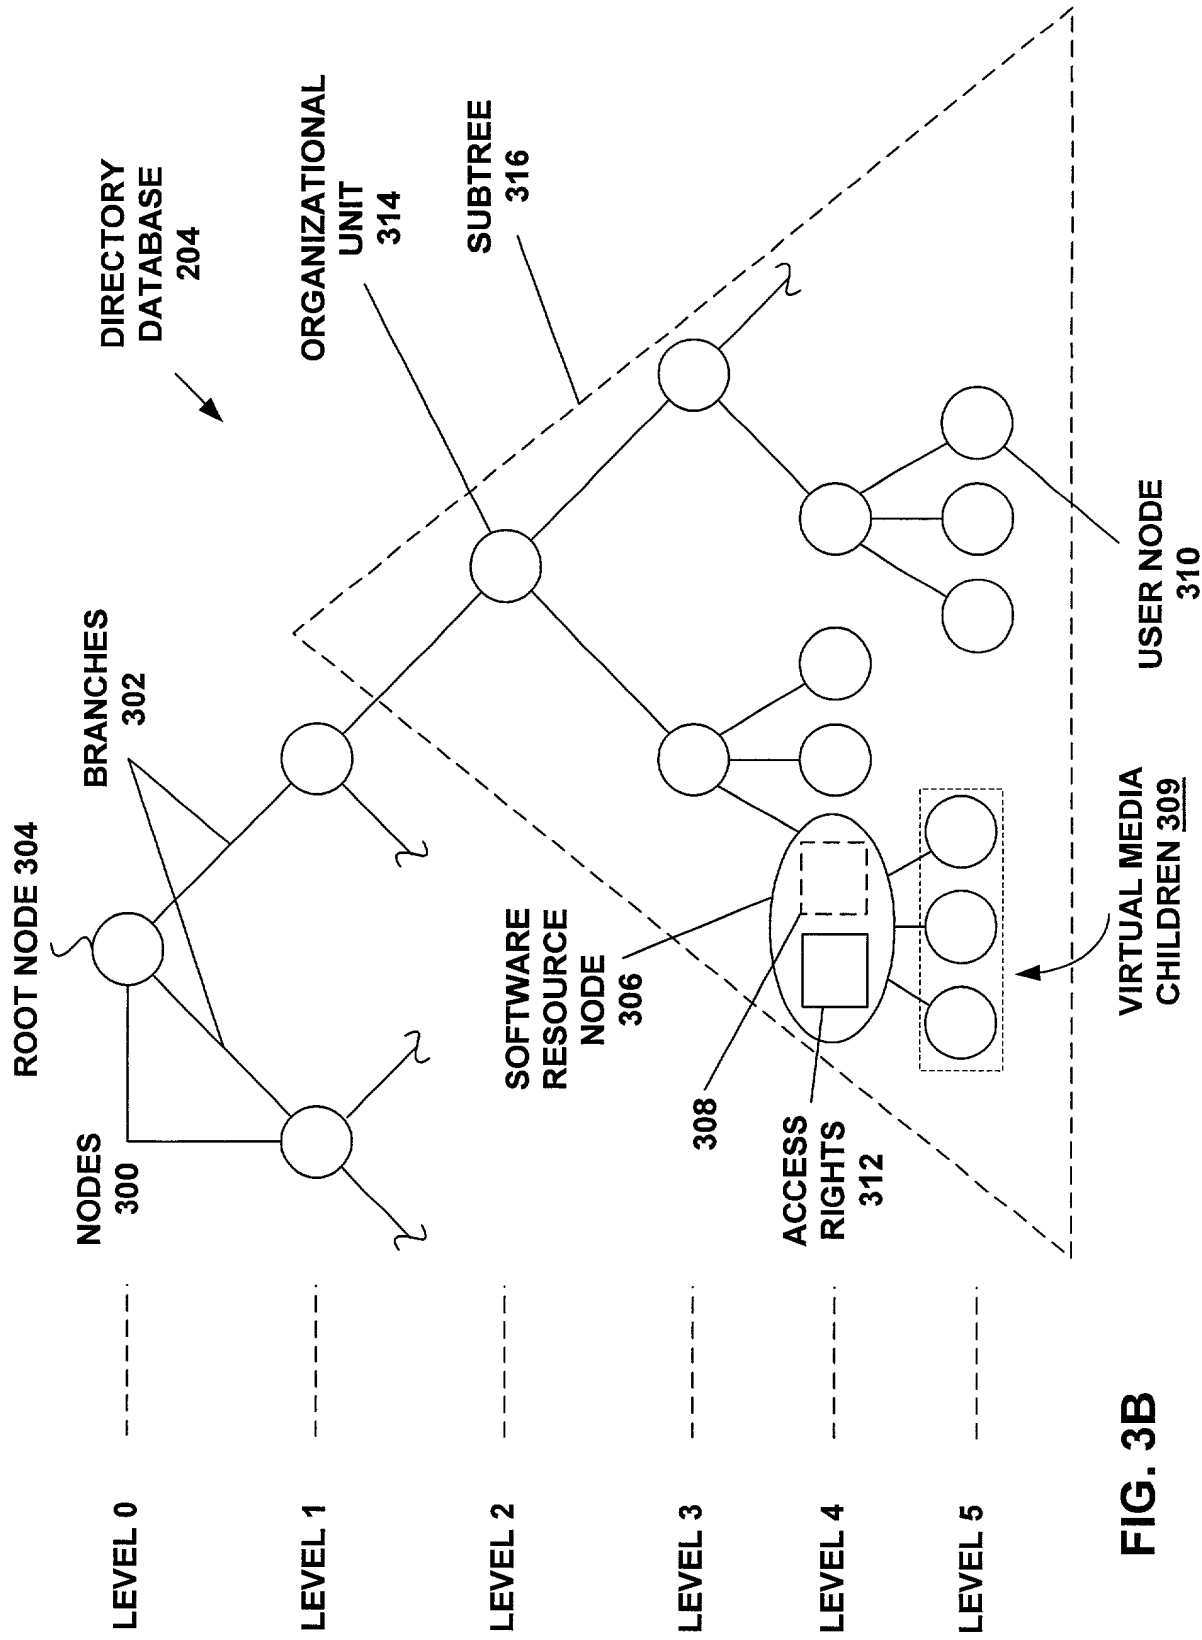 DIRECTORY
DATABASE
204
ROOT NODE 304
BRANCHES
302
NODES
300
ORGANIZATIONAL
UNIT
314
SUBTREE
316
SOFTWARE
RESOURCE
NODE
306
308
ACCESS
RIGHTS
312
VIRTUAL MEDIA
CHILDREN 309
USER NODE
310
LEVEL 0
LEVEL 1
LEVEL 2
LEVEL 3
LEVEL 4
LEVEL 5
FIG. 3B